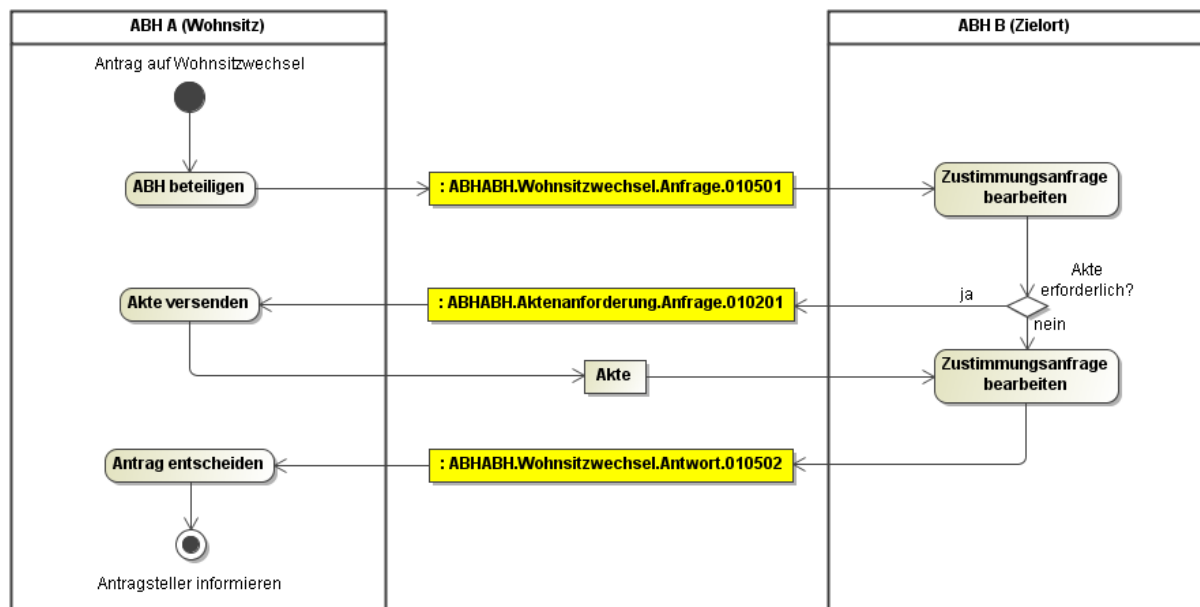 ABH A (Wohnsitz)
ABH B (Zielort)
Antrag auf Wohnsitzwechsel
ABH beteiligen
: ABHABH.Wohnsitzwechsel.Anfrage.010501
Zustimmungsanfrage
bearbeiten
Akte
erforderlich?
Akte versenden
: ABHABH.Aktenanforderung.Anfrage.010201
ja
nein
Akte
Zustimmungsanfrage
bearbeiten
Antrag entscheiden
: ABHABH.Wohnsitzwechsel.Antwort.010502
Antragsteller informieren